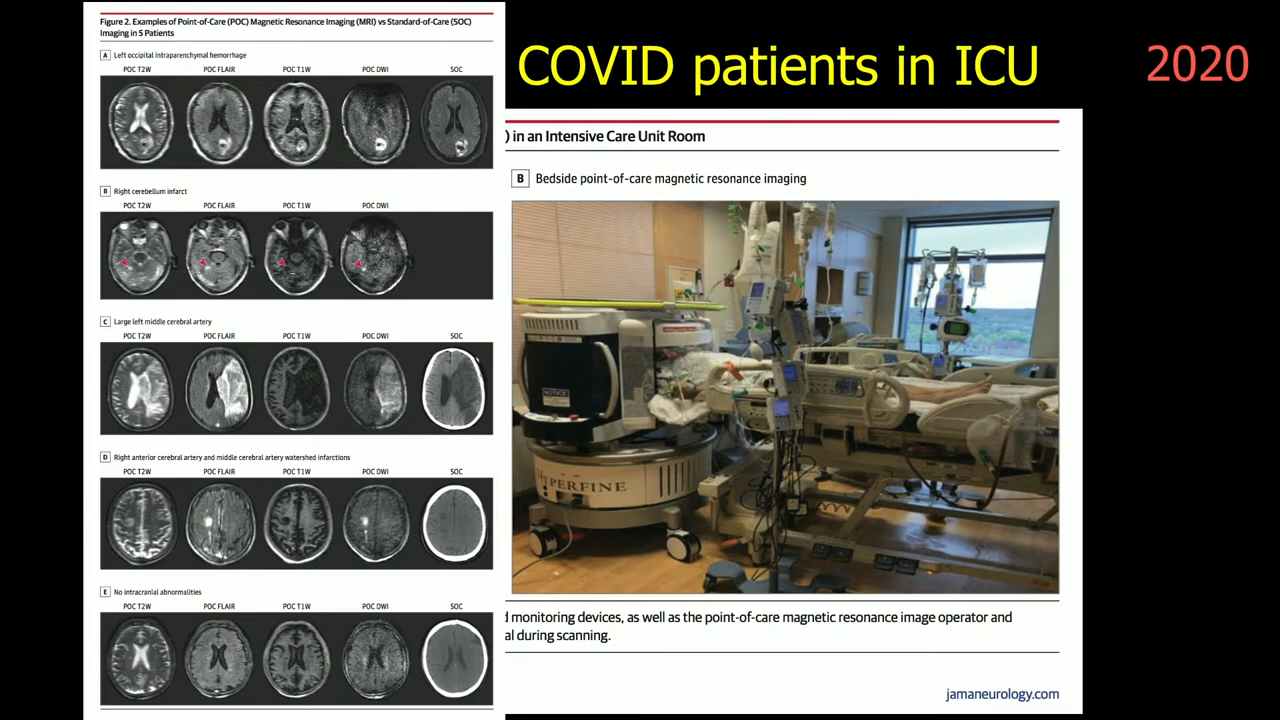 Figure 2. Examples of Point-of-Care (POC) Magnetic Resonance Imaging (MRI) vs Standard-of-Care (SOC)
Imaging in 5 Patients
A Left occipital intraparenchymal hemorrhage
POC T2W POC FLAIR POC T1W POC DWI SOC
B Right cerebellum infarct
POC T2W POC FLAIR POC T1W POC DWI
C Large left middle cerebral artery
POC T2W POC FLAIR POC T1W POC DWI SOC
D Right anterior cerebral artery and middle cerebral artery watershed infarctions
POC T2W POC FLAIR POC T1W POC DWI SOC
E No intracranial abnormalities
POC T2W POC FLAIR POC T1W POC DWI SOC
COVID patients in ICU
2020
) in an Intensive Care Unit Room
B Bedside point-of-care magnetic resonance imaging
NOTICE
HYPERFINE
d monitoring devices, as well as the point-of-care magnetic resonance image operator and
al during scanning.
jamaneurology.com